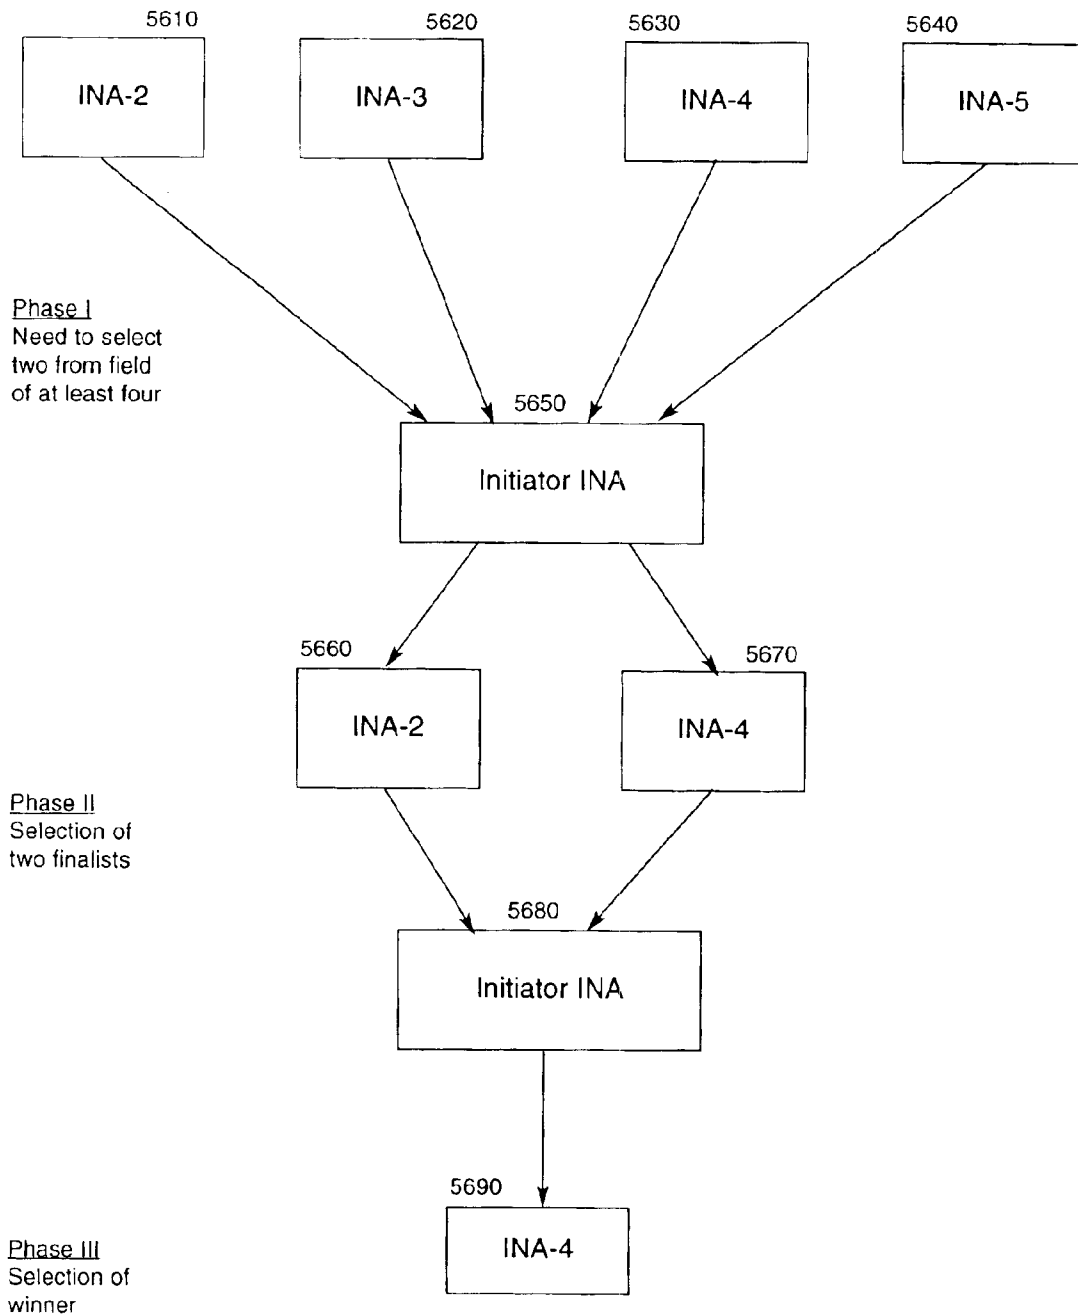 5610
5620
5630
5640
INA-2
INA-3
INA-4
INA-5
Phase I
Need to select
two from field
of at least four
5650
Initiator INA
5660
5670
INA-2
INA-4
Phase II
Selection of
two finalists
5680
Initiator INA
5690
INA-4
Phase III
Selection of
winner